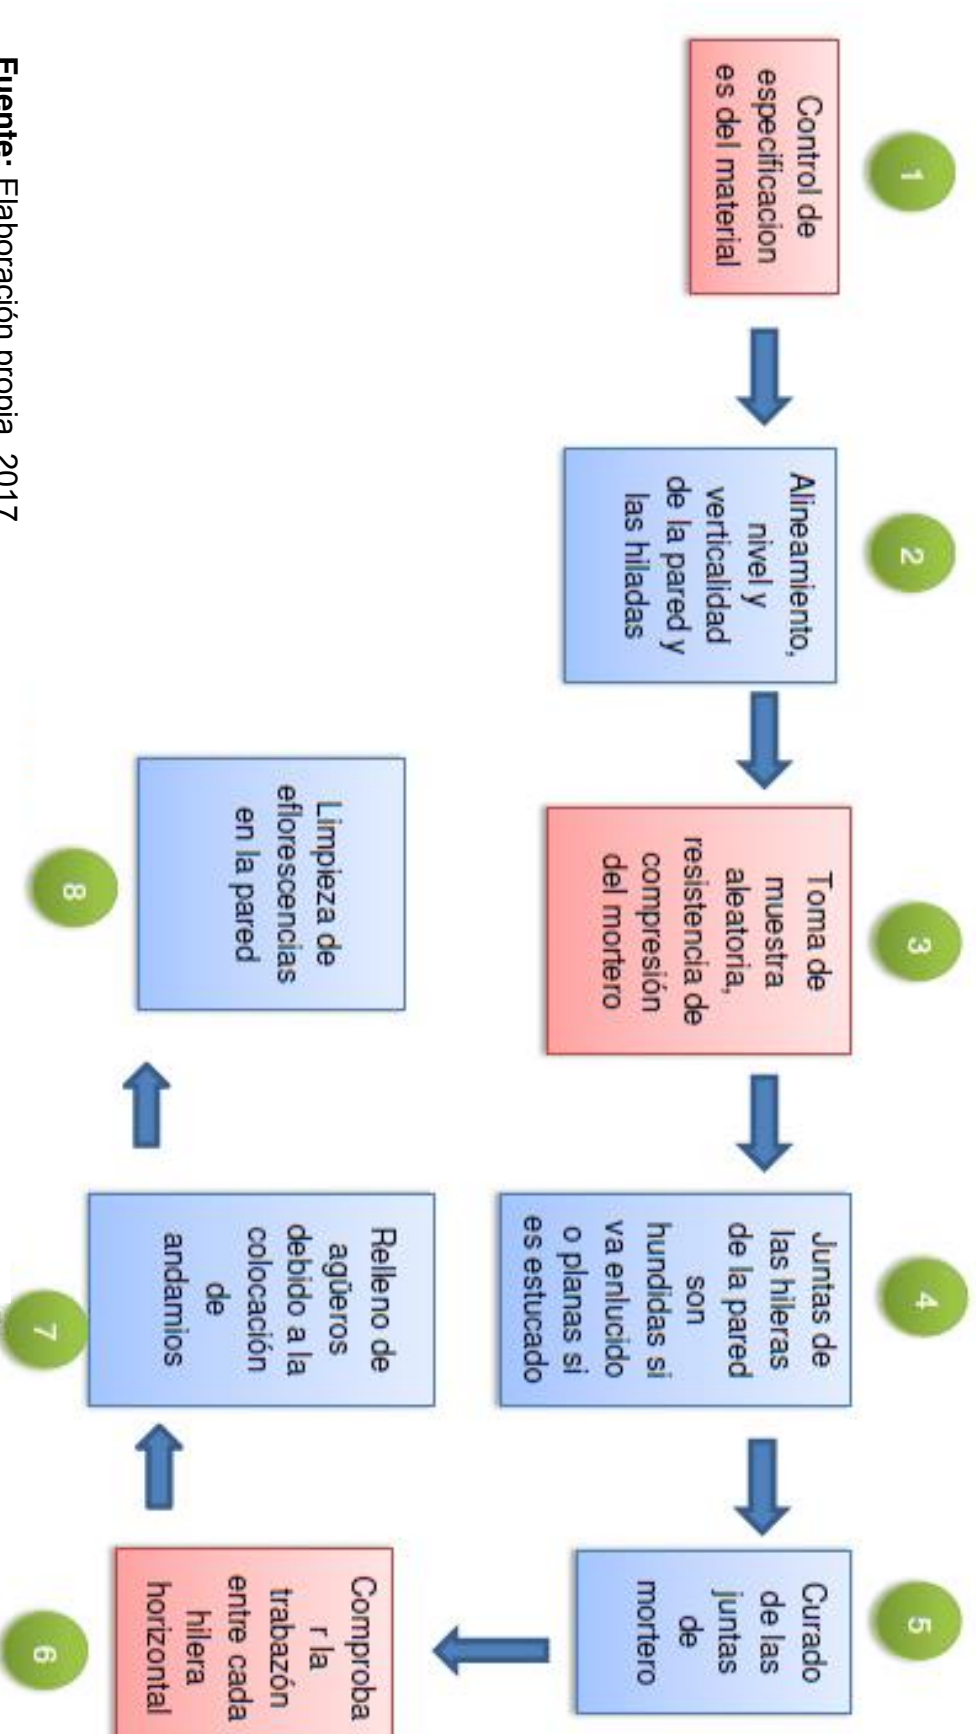 1
Control de
especificacion
es del material
2
Alineamiento,
nivel y
verticalidad
de la pared y
las hiladas
3
Toma de
muestra
aleatoria,
resistencia de
compresión
del mortero
4
Juntas de
las hileras
de la pared
son
hundidas si
va enlucido
o planas si
es estucado
5
Curado
de las
juntas
de
mortero
6
Comproba
r la
trabazón
entre cada
hilera
horizontal
7
Relleno de
agüeros
debido a la
colocación
de
andamios
8
Limpieza de
eflorescencias
en la pared
Fuente: Elaboración propia 2017